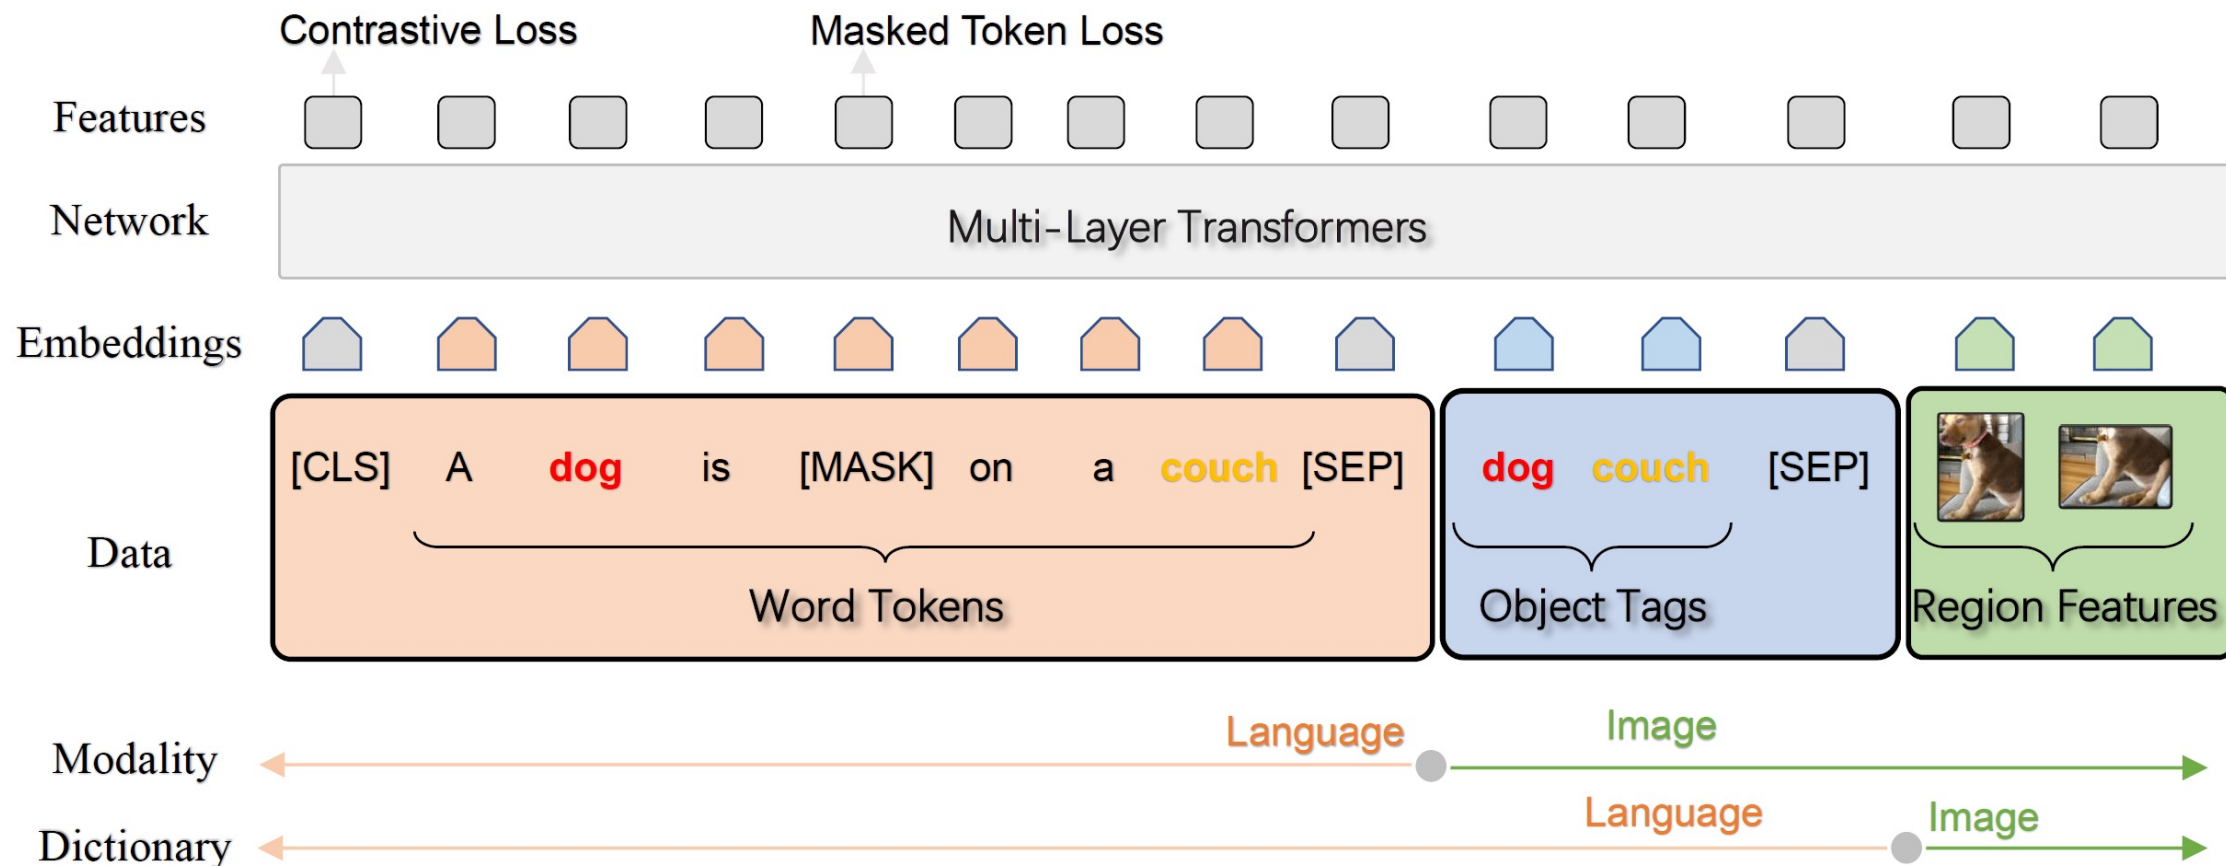 Contrastive Loss Masked Token Loss
Features
Network Multi-Layer Transformers
Embeddings
[CLS] A dog is [MASK] on a couch [SEP] dog couch [SEP]
Data
Word Tokens Object Tags Region Features
Modality Language Image
Dictionary Language Image